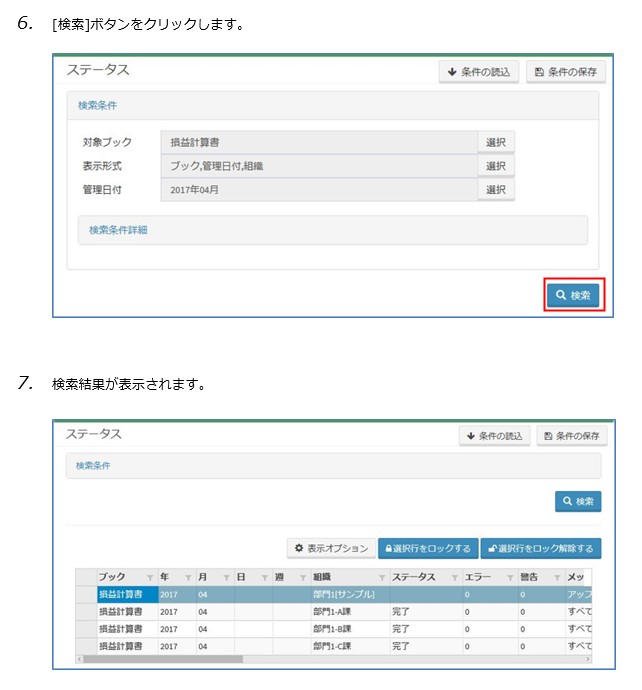 6. [検索]ボタンをクリックします。
ステータス 条件の読込 条件の保存
検索条件
対象ブック 損益計算書 選択
表示形式 ブック,管理日付,組織 選択
管理日付 2017年04月 選択
検索条件詳細
検索
7. 検索結果が表示されます。
ステータス 条件の読込 条件の保存
検索条件
検索
表示オプション 選択行をロックする 選択行をロック解除する
ブック 年 月 日 週 組織 ステータス エラー 警告 メッ
損益計算書 2017 04 部門1[サンプル] 0 0 アップ
損益計算書 2017 04 部門1-A課 完了 0 0 すべて
損益計算書 2017 04 部門1-B課 完了 0 0 すべて
損益計算書 2017 04 部門1-C課 完了 0 0 すべて